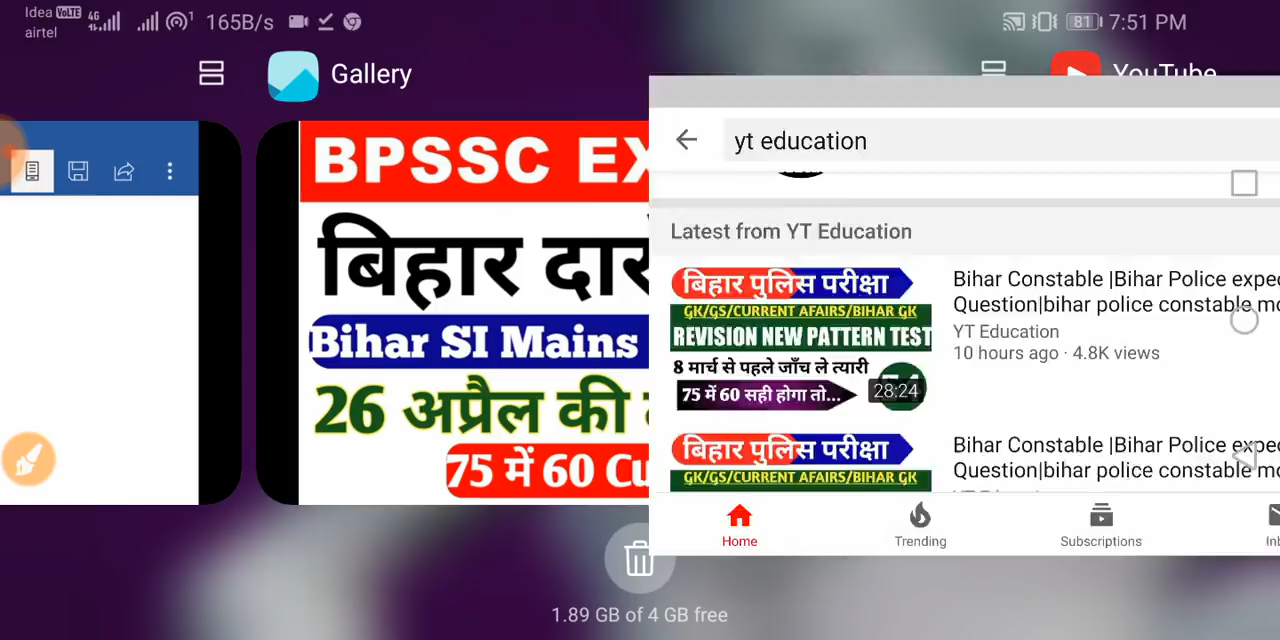 Idea VoLTE 4G 165B/s 81 7:51 PM
airtel
Gallery
YouTube
BPSSC
बिहार
Bihar SI Mains
26 अप्रैल की
75 में 60
yt education
Latest from YT Education
बिहार पुलिस परीक्षा
GK/GS/CURRENT AFAIRS/BIHAR GK
REVISION NEW PATTERN TEST
8 मार्च से पहले जाँच ले त्यारी
75 में 60 सही होगा तो...
28:24
Bihar Constable |Bihar Police
Question|bihar police constable
YT Education
10 hours ago · 4.8K views
बिहार पुलिस परीक्षा
GK/GS/CURRENT AFAIRS/BIHAR GK
Bihar Constable |Bihar Police
Question|bihar police constable
Home
Trending
Subscriptions
1.89 GB of 4 GB free